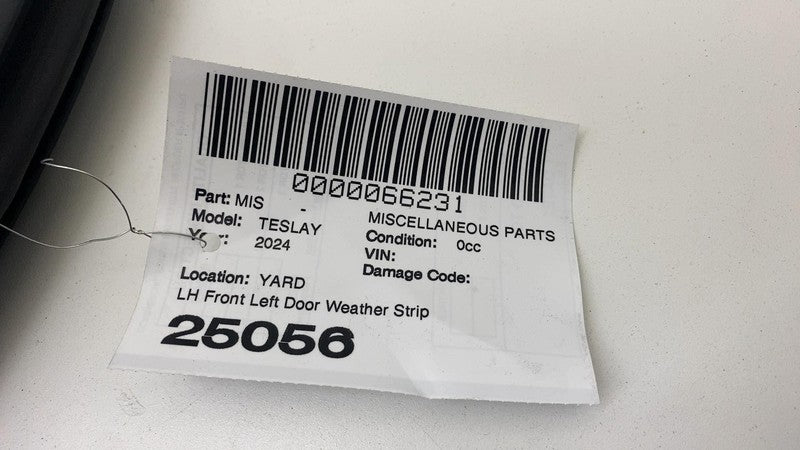 0000066231
Part: MIS - MISCELLANEOUS PARTS
Model: TESLAY Condition: 0cc
Year: 2024 VIN:
Damage Code:
Location: YARD
LH Front Left Door Weather Strip
25056